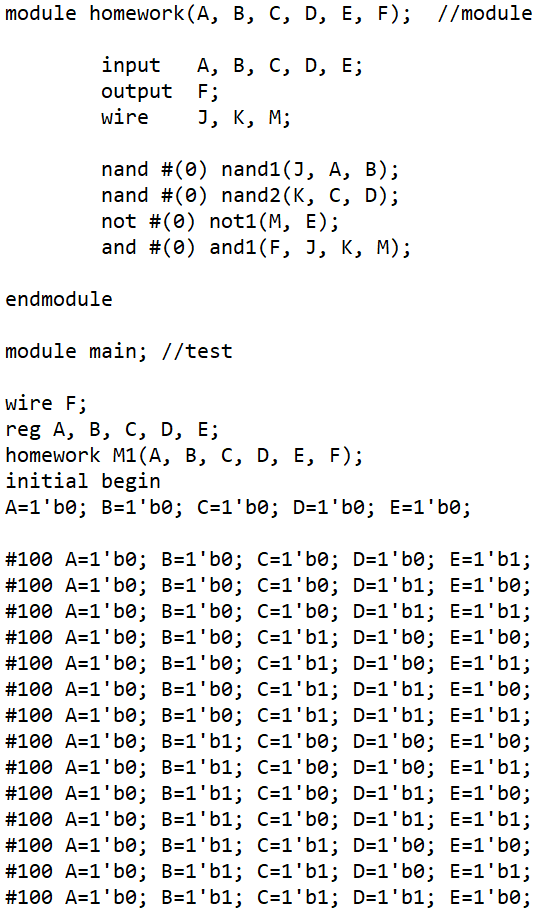 module homework(A, B, C, D, E, F);  //module
input   A, B, C, D, E;
output  F;
wire    J, K, M;
nand #(0) nand1(J, A, B);
nand #(0) nand2(K, C, D);
not #(0) not1(M, E);
and #(0) and1(F, J, K, M);
endmodule
module main; //test
wire F;
reg A, B, C, D, E;
homework M1(A, B, C, D, E, F);
initial begin
A=1'b0; B=1'b0; C=1'b0; D=1'b0; E=1'b0;
#100 A=1'b0; B=1'b0; C=1'b0; D=1'b0; E=1'b1;
#100 A=1'b0; B=1'b0; C=1'b0; D=1'b1; E=1'b0;
#100 A=1'b0; B=1'b0; C=1'b0; D=1'b1; E=1'b1;
#100 A=1'b0; B=1'b0; C=1'b1; D=1'b0; E=1'b0;
#100 A=1'b0; B=1'b0; C=1'b1; D=1'b0; E=1'b1;
#100 A=1'b0; B=1'b0; C=1'b1; D=1'b1; E=1'b0;
#100 A=1'b0; B=1'b0; C=1'b1; D=1'b1; E=1'b1;
#100 A=1'b0; B=1'b1; C=1'b0; D=1'b0; E=1'b0;
#100 A=1'b0; B=1'b1; C=1'b0; D=1'b0; E=1'b1;
#100 A=1'b0; B=1'b1; C=1'b0; D=1'b1; E=1'b0;
#100 A=1'b0; B=1'b1; C=1'b0; D=1'b1; E=1'b1;
#100 A=1'b0; B=1'b1; C=1'b1; D=1'b0; E=1'b0;
#100 A=1'b0; B=1'b1; C=1'b1; D=1'b0; E=1'b1;
#100 A=1'b0; B=1'b1; C=1'b1; D=1'b1; E=1'b0;